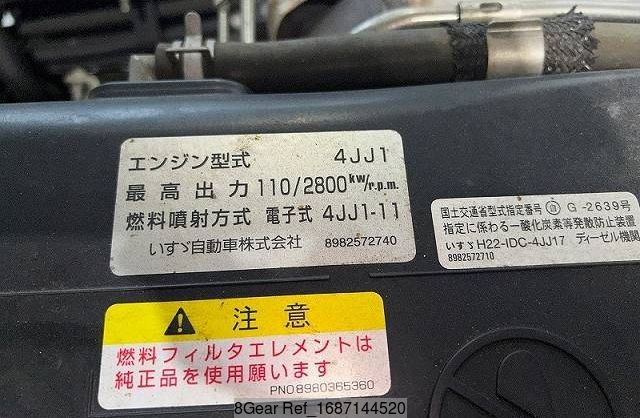 エンジン型式 4JJ1
最高出力 110/2800 kw/r.p.m.
燃料噴射方式 電子式 4JJ1-11
いすゞ自動車株式会社 8982572740
国土交通省型式指定番号 自 G-2639号
指定に係わる一酸化炭素等発散防止装置
いすゞH22-IDC-4JJ17 ディーゼル機関
8982572710
注意
燃料フィルタエレメントは
純正品を使用願います
PNO8980365360
8Gear Ref_1687144520